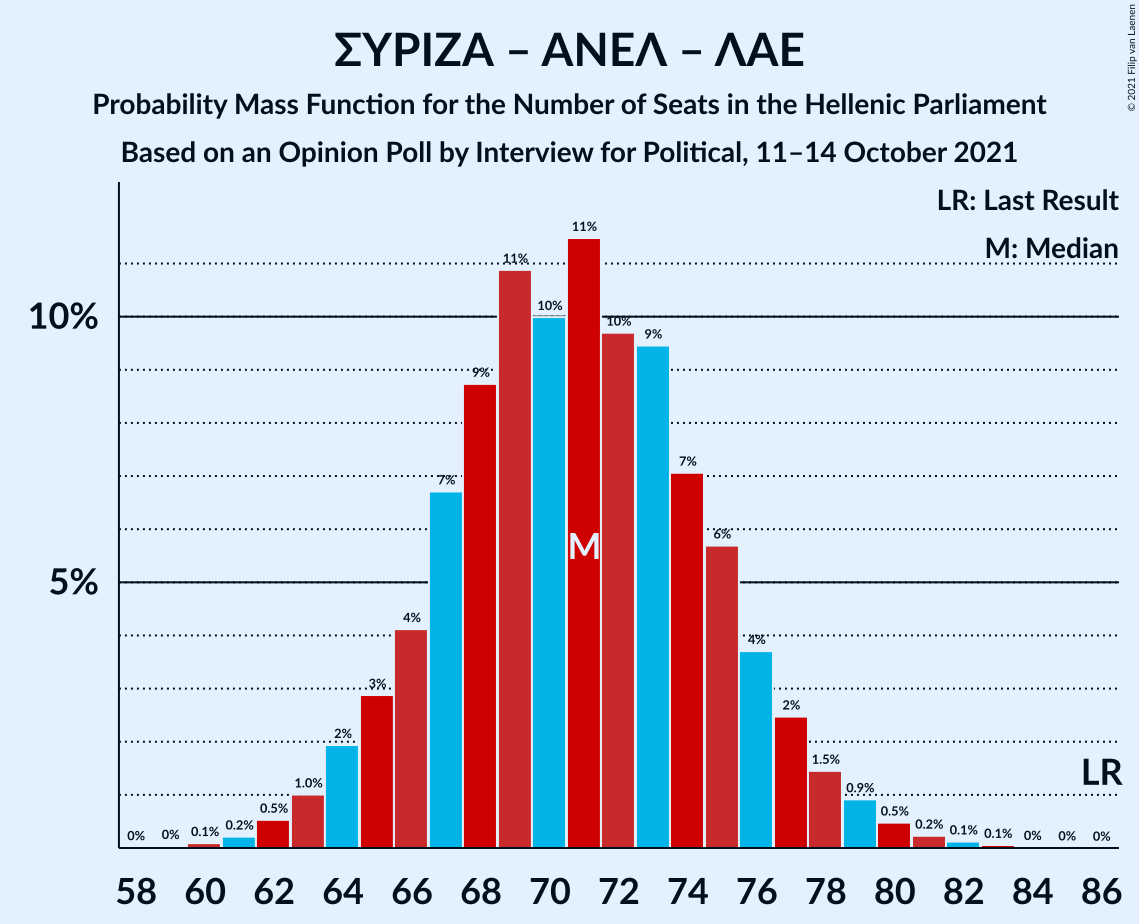 ΣΥΡΙΖΑ – ΑΝΕΛ – ΛΑΕ
Probability Mass Function for the Number of Seats in the Hellenic Parliament
Based on an Opinion Poll by Interview for Political, 11–14 October 2021
© 2021 Filip van Laenen
LR: Last Result
M: Median
10%
5%
0% 0% 0.1% 0.2% 0.5% 1.0% 2% 3% 4% 7% 9% 11% 10% 11% 10% 9% 7% 6% 4% 2% 1.5% 0.9% 0.5% 0.2% 0.1% 0.1% 0% 0% 0%
M
LR
58 60 62 64 66 68 70 72 74 76 78 80 82 84 86